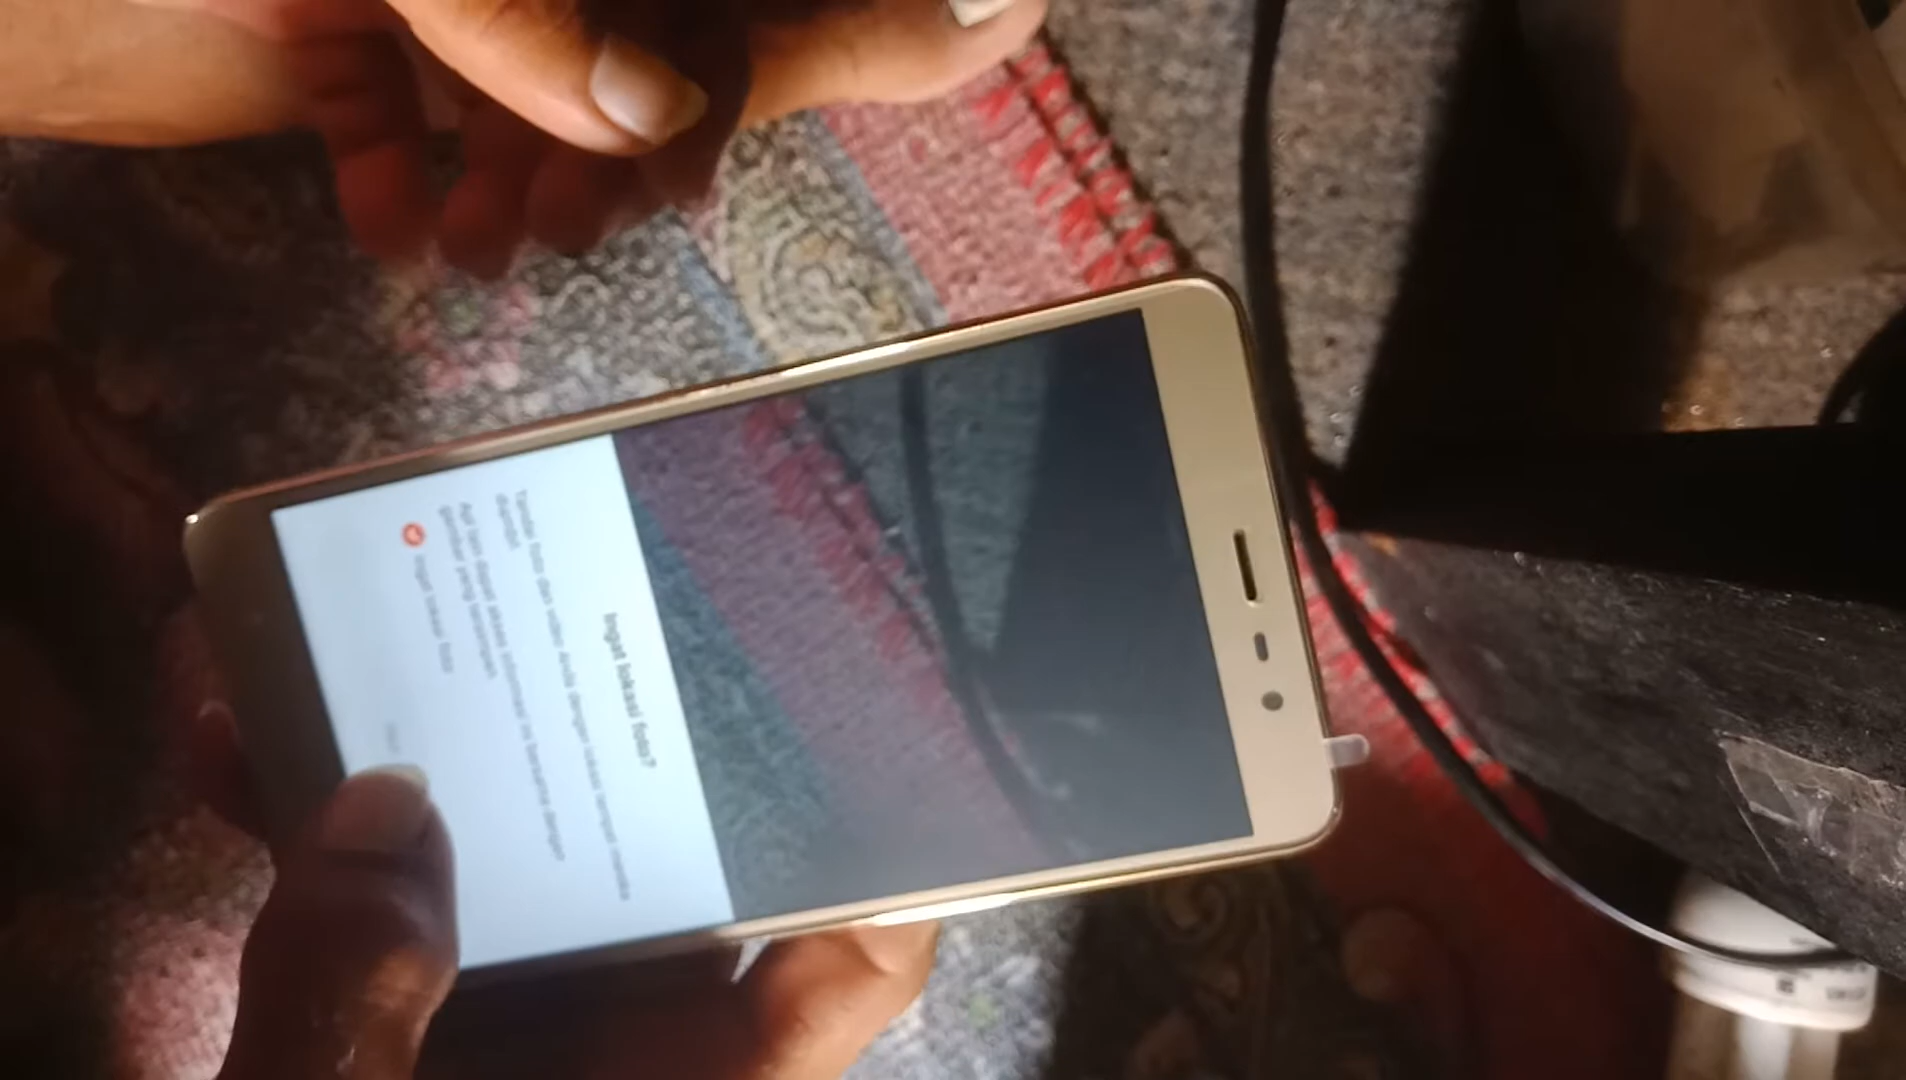 Ingat lokasi foto?
Tandai foto dan video Anda dengan lokasi tempat mereka
diambil
Apl lain dapat akses informasi ini bersama dengan
gambar yang tersimpan
Ingat lokasi foto